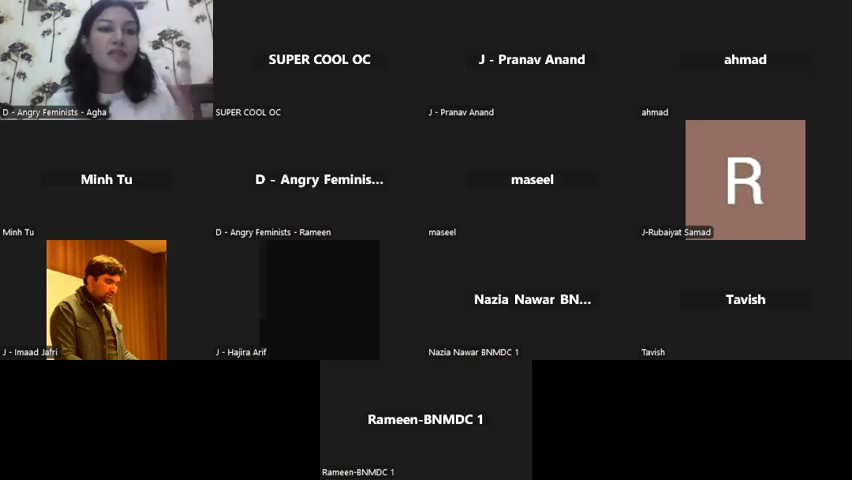 SUPER COOL OC
J - Pranav Anand
ahmad
D - Angry Feminists - Agha
SUPER COOL OC
J - Pranav Anand
ahmad
Minh Tu
D - Angry Feminis...
maseel
R
Minh Tu
D - Angry Feminists - Rameen
maseel
J-Rubaiyat Samad
Nazia Nawar BN...
Tavish
J - Imaad Jafri
J - Hajira Arif
Nazia Nawar BNMDC 1
Tavish
Rameen-BNMDC 1
Rameen-BNMDC 1